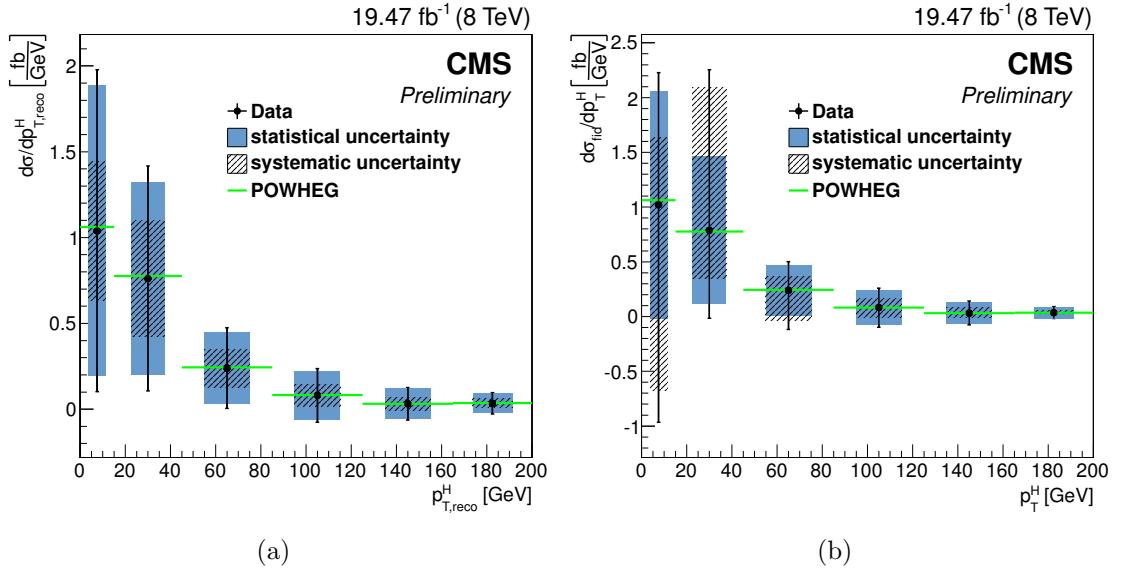 19.47 fb⁻¹ (8 TeV)
dσ/dp^H_T,reco [fb/GeV]
CMS
Preliminary
Data
statistical uncertainty
systematic uncertainty
POWHEG
2
1.5
1
0.5
0
0 20 40 60 80 100 120 140 160 180 200
p^H_T,reco [GeV]
(a)
19.47 fb⁻¹ (8 TeV)
dσ_fid/dp^H_T [fb/GeV]
CMS
Preliminary
Data
statistical uncertainty
systematic uncertainty
POWHEG
2.5
2
1.5
1
0.5
0
-0.5
-1
0 20 40 60 80 100 120 140 160 180 200
p^H_T [GeV]
(b)